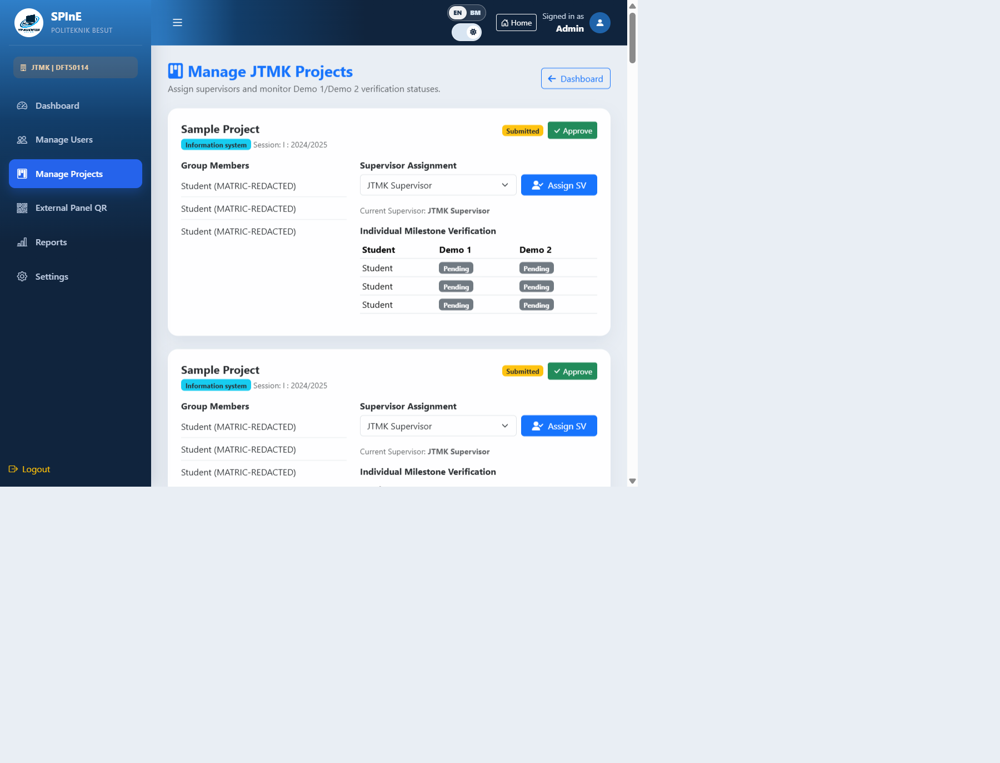 SPInE
POLITEKNIK BESUT
YP INVENTOR
JTMK | DFT50114
Dashboard
Manage Users
Manage Projects
External Panel QR
Reports
Settings
Logout
EN BM
Home
Signed in as
Admin
Manage JTMK Projects
Assign supervisors and monitor Demo 1/Demo 2 verification statuses.
Dashboard
Sample Project
Submitted Approve
Information system Session: I : 2024/2025
Group Members
Student (MATRIC-REDACTED)
Student (MATRIC-REDACTED)
Student (MATRIC-REDACTED)
Supervisor Assignment
JTMK Supervisor Assign SV
Current Supervisor: JTMK Supervisor
Individual Milestone Verification
Student Demo 1 Demo 2
Student Pending Pending
Student Pending Pending
Student Pending Pending
Sample Project
Submitted Approve
Information system Session: I : 2024/2025
Group Members
Student (MATRIC-REDACTED)
Student (MATRIC-REDACTED)
Student (MATRIC-REDACTED)
Supervisor Assignment
JTMK Supervisor Assign SV
Current Supervisor: JTMK Supervisor
Individual Milestone Verification